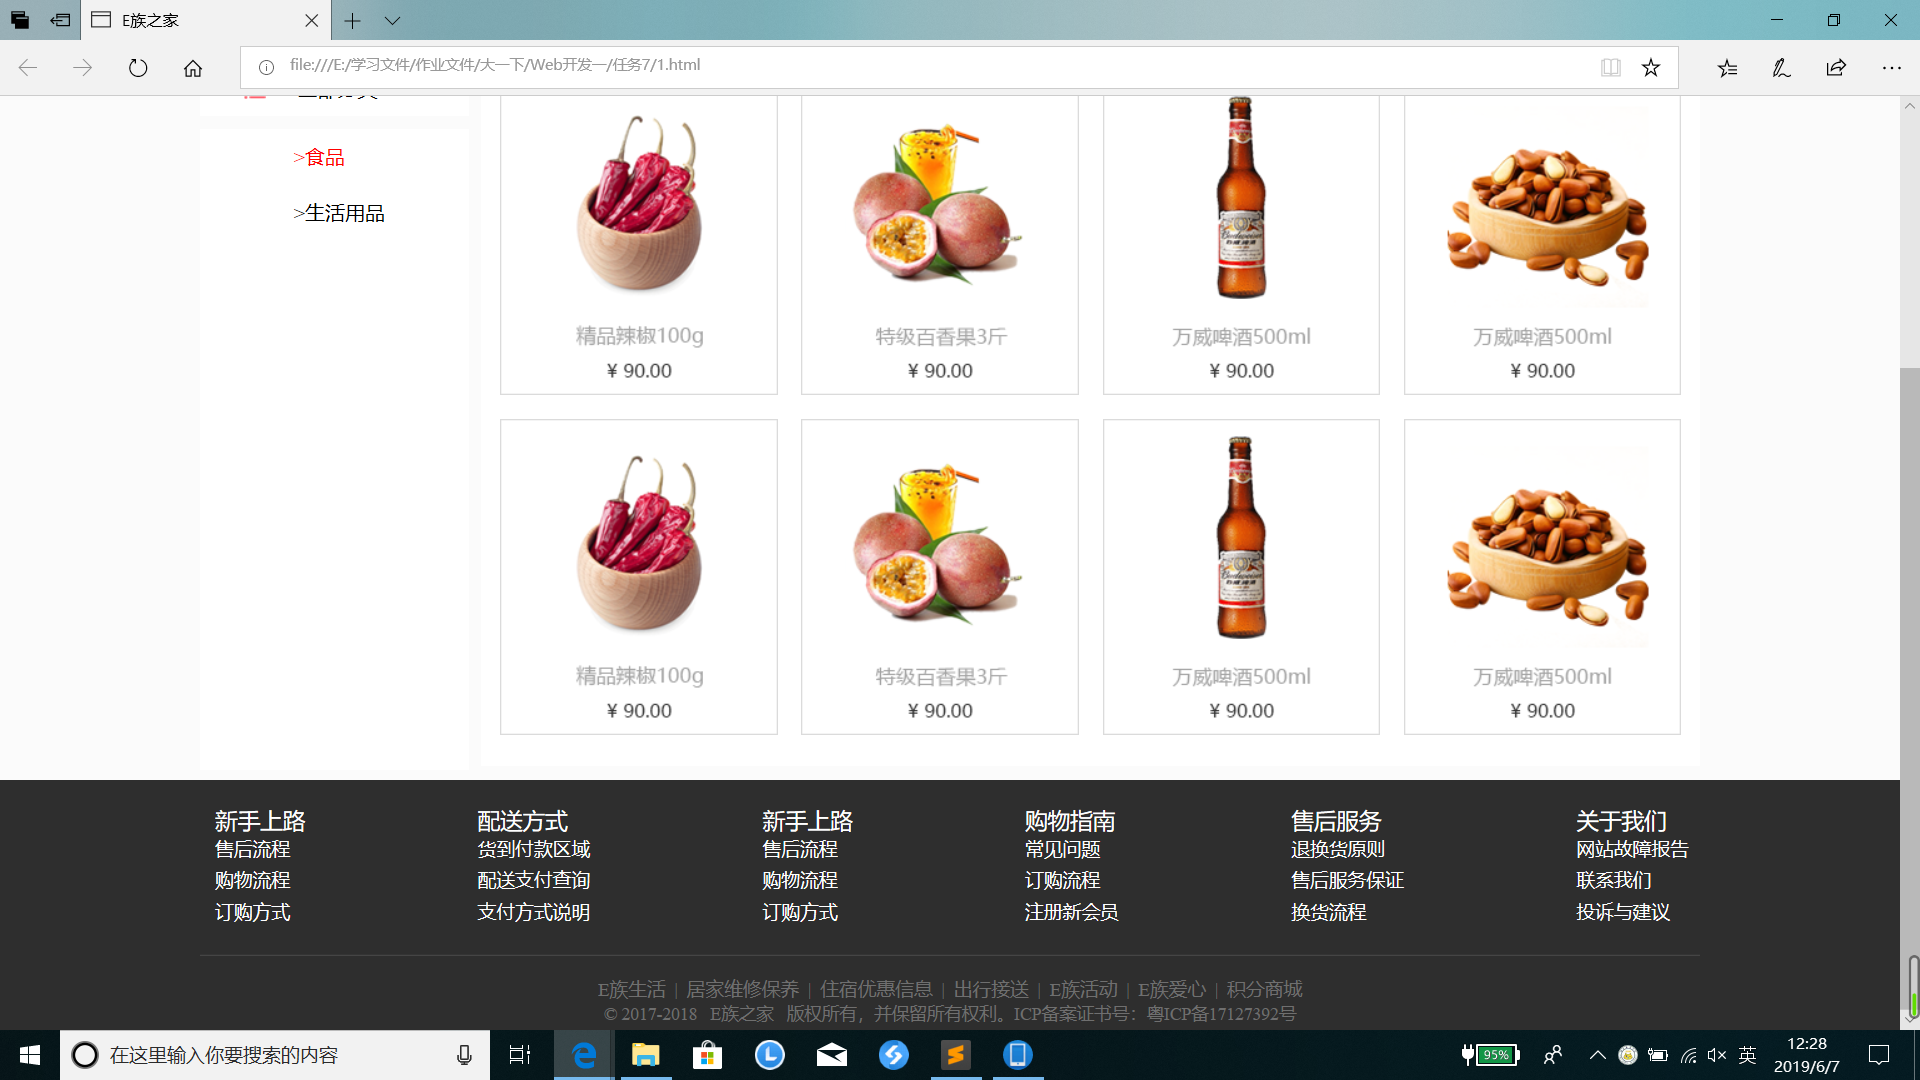 E族之家
file:///E:/学习文件/作业文件/大一下/Web开发一/任务7/1.html
>食品
>生活用品
精品辣椒100g
特级百香果3斤
万威啤酒500ml
万威啤酒500ml
¥ 90.00
¥ 90.00
¥ 90.00
¥ 90.00
Budweiser
精品辣椒100g
特级百香果3斤
万威啤酒500ml
万威啤酒500ml
¥ 90.00
¥ 90.00
¥ 90.00
¥ 90.00
新手上路
售后流程
购物流程
订购方式
配送方式
货到付款区域
配送支付查询
支付方式说明
新手上路
售后流程
购物流程
订购方式
购物指南
常见问题
订购流程
注册新会员
售后服务
退换货原则
售后服务保证
换货流程
关于我们
网站故障报告
联系我们
投诉与建议
E族生活 | 居家维修保养 | 住宿优惠信息 | 出行接送 | E族活动 | E族爱心 | 积分商城
© 2017-2018 E族之家 版权所有，并保留所有权利。ICP备案证书号：粤ICP备17127392号
在这里输入你要搜索的内容
95%
英
12:28
2019/6/7